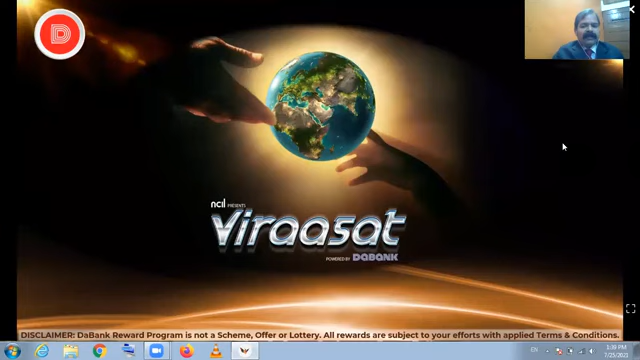 D
ncil PRESENTS
Viraasat
POWERED BY DABANK
DISCLAIMER: DaBank Reward Program is not a Scheme, Offer or Lottery. All rewards are subject to your efforts with applied Terms & Conditions.
EN